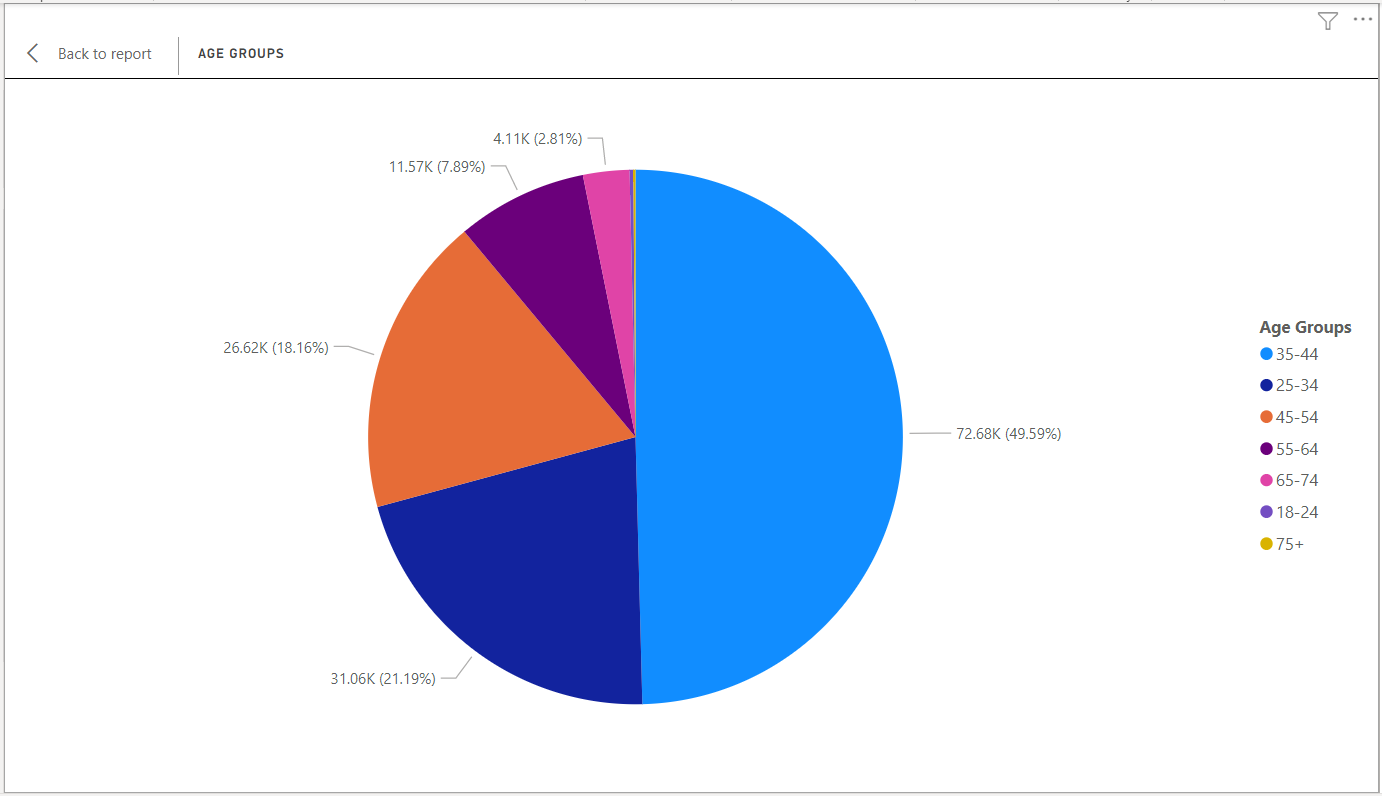 Back to report
AGE GROUPS
4.11K (2.81%)
11.57K (7.89%)
26.62K (18.16%)
72.68K (49.59%)
31.06K (21.19%)
Age Groups
35-44
25-34
45-54
55-64
65-74
18-24
75+